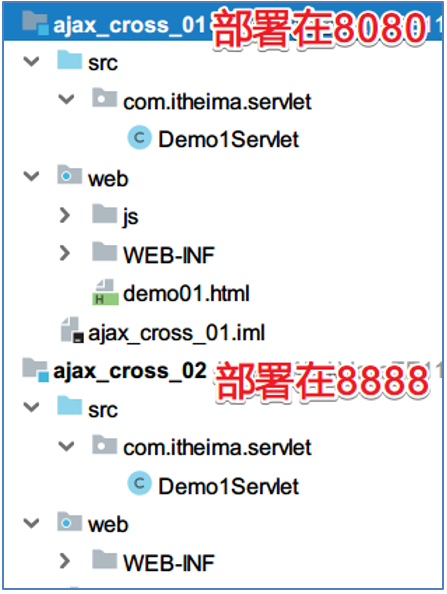 ajax_cross_01 部署在8080
src
com.itheima.servlet
C Demo1Servlet
web
js
WEB-INF
H demo01.html
ajax_cross_01.iml
ajax_cross_02 部署在8888
src
com.itheima.servlet
C Demo1Servlet
web
WEB-INF